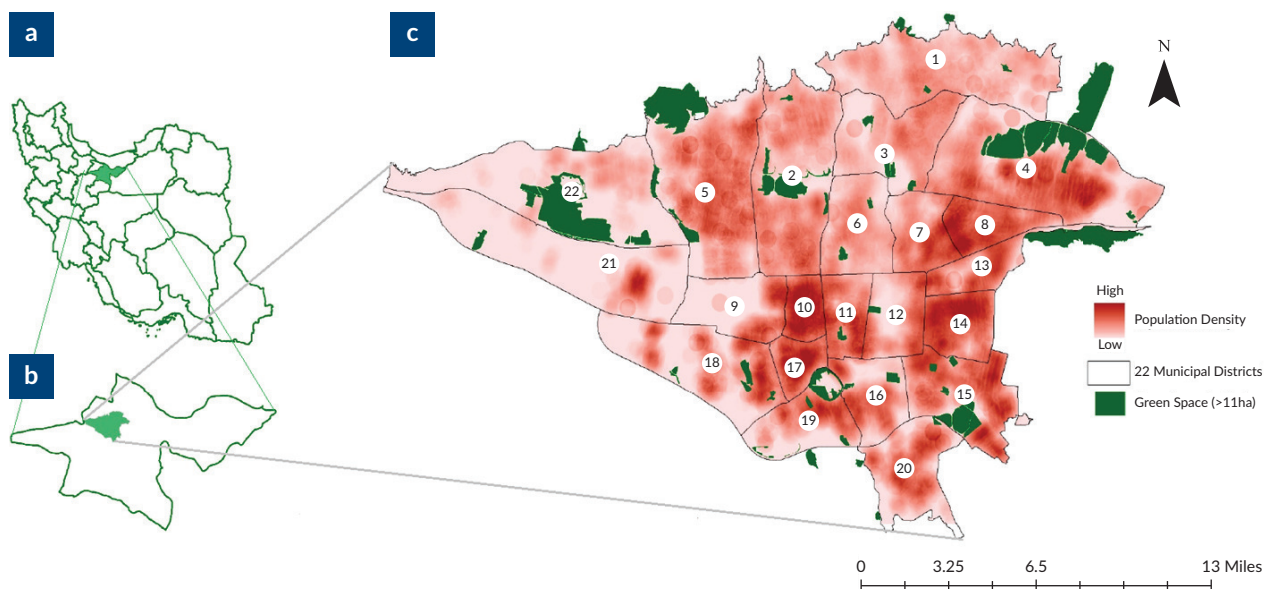 a
c
N
1
3
4
22
2
5
6
7
8
21
13
High
9
10
11
12
Population Density
14
Low
b
18
17
22 Municipal Districts
16
15
Green Space (>11ha)
19
20
0
3.25
6.5
13 Miles